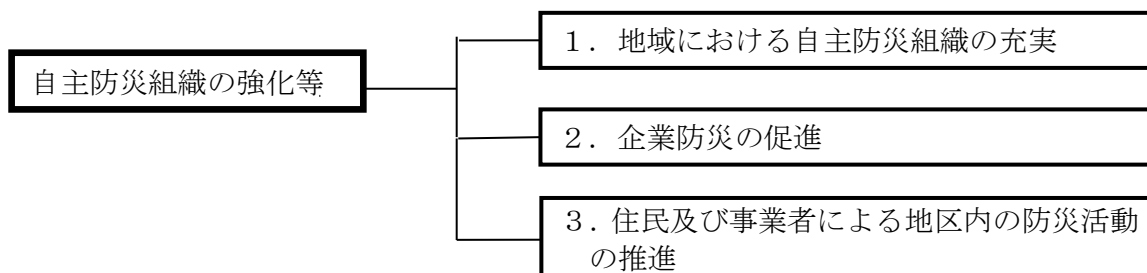 自主防災組織の強化等
１．地域における自主防災組織の充実
２．企業防災の促進
３．住民及び事業者による地区内の防災活動
の推進